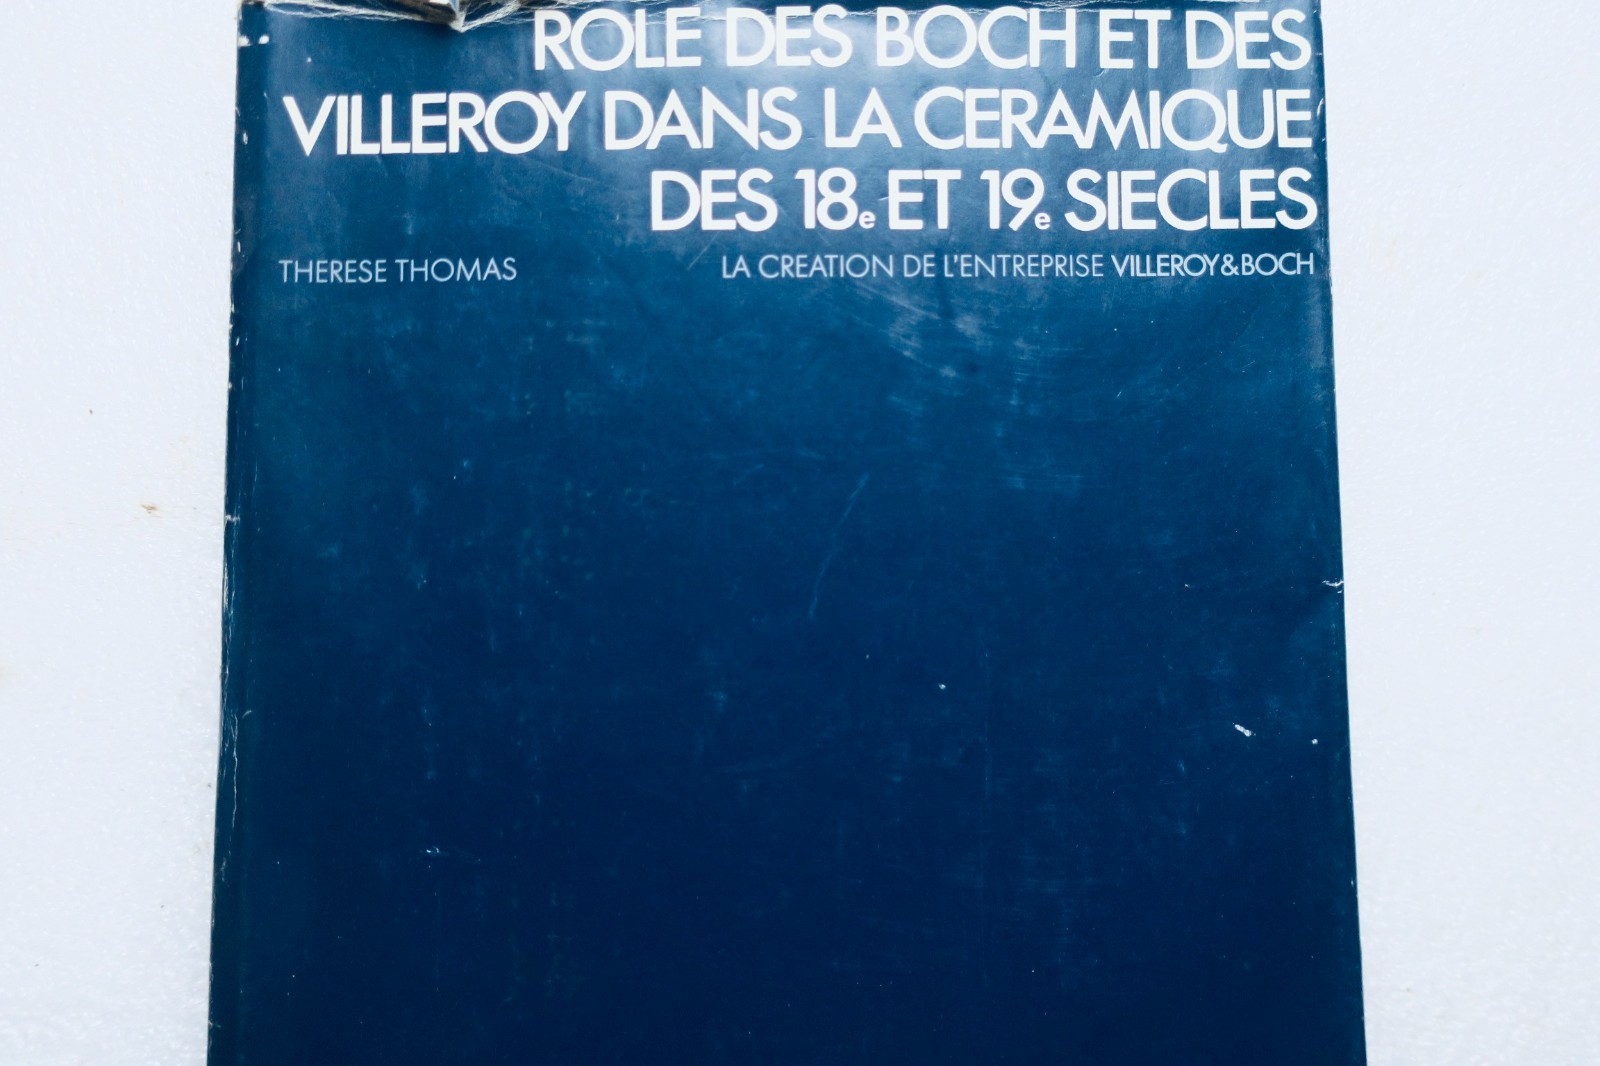 ROLE DES BOCH ET DES
VILLEROY DANS LA CERAMIQUE
DES 18e ET 19e SIECLES
THERESE THOMAS LA CREATION DE L'ENTREPRISE VILLEROY&BOCH